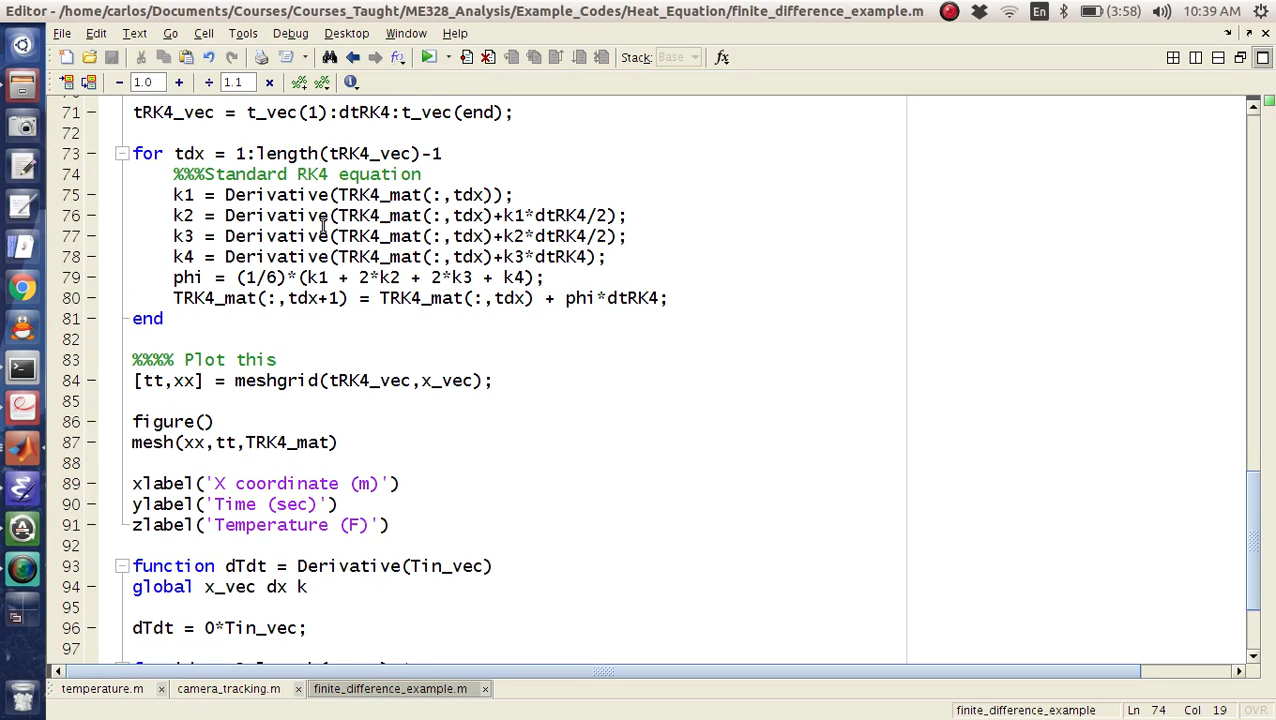 Editor - /home/carlos/Documents/Courses/Courses_Taught/ME328_Analysis/Example_Codes/Heat_Equation/finite_difference_example.m En (3:58) 10:39 AM
File Edit Text Go Cell Tools Debug Desktop Window Help
Stack: Base fx
− 1.0 + ÷ 1.1 ×
71 tRK4_vec = t_vec(1):dtRK4:t_vec(end);
72
73 for tdx = 1:length(tRK4_vec)-1
74 %%%Standard RK4 equation
75 k1 = Derivative(TRK4_mat(:,tdx));
76 k2 = Derivative(TRK4_mat(:,tdx)+k1*dtRK4/2);
77 k3 = Derivative(TRK4_mat(:,tdx)+k2*dtRK4/2);
78 k4 = Derivative(TRK4_mat(:,tdx)+k3*dtRK4);
79 phi = (1/6)*(k1 + 2*k2 + 2*k3 + k4);
80 TRK4_mat(:,tdx+1) = TRK4_mat(:,tdx) + phi*dtRK4;
81 end
82
83 %%%% Plot this
84 [tt,xx] = meshgrid(tRK4_vec,x_vec);
85
86 figure()
87 mesh(xx,tt,TRK4_mat)
88
89 xlabel('X coordinate (m)')
90 ylabel('Time (sec)')
91 zlabel('Temperature (F)')
92
93 function dTdt = Derivative(Tin_vec)
94 global x_vec dx k
95
96 dTdt = 0*Tin_vec;
97
temperature.m × camera_tracking.m × finite_difference_example.m ×
finite_difference_example Ln 74 Col 19 OVR